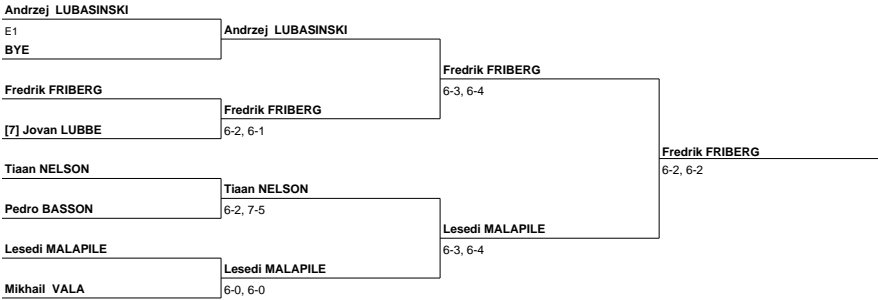 Andrzej LUBASINSKI
E1
BYE
Andrzej LUBASINSKI
Fredrik FRIBERG
6-3, 6-4
Fredrik FRIBERG
[7] Jovan LUBBE
Fredrik FRIBERG
6-2, 6-1
Fredrik FRIBERG
6-2, 6-2
Tiaan NELSON
Pedro BASSON
Tiaan NELSON
6-2, 7-5
Lesedi MALAPILE
6-3, 6-4
Lesedi MALAPILE
Mikhail VALA
Lesedi MALAPILE
6-0, 6-0